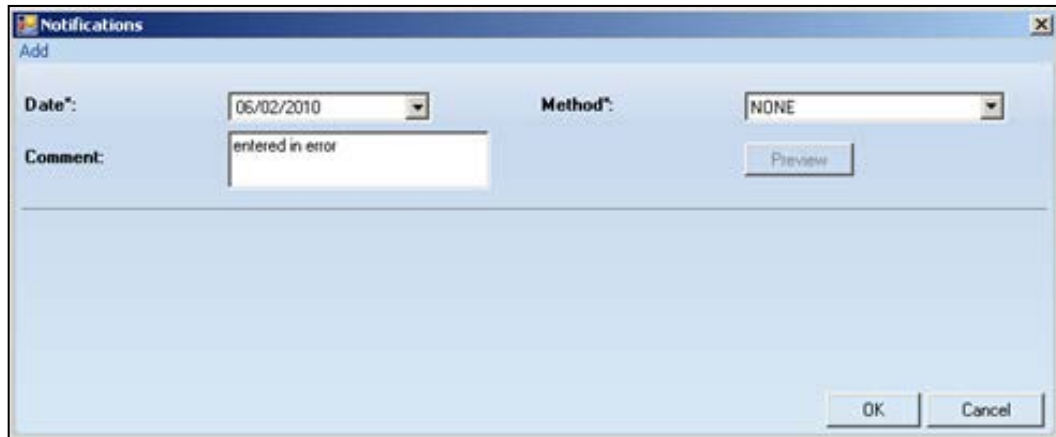 Notifications
Add
Date*: 06/02/2010 Method*: NONE
Comment: entered in error Preview
OK Cancel